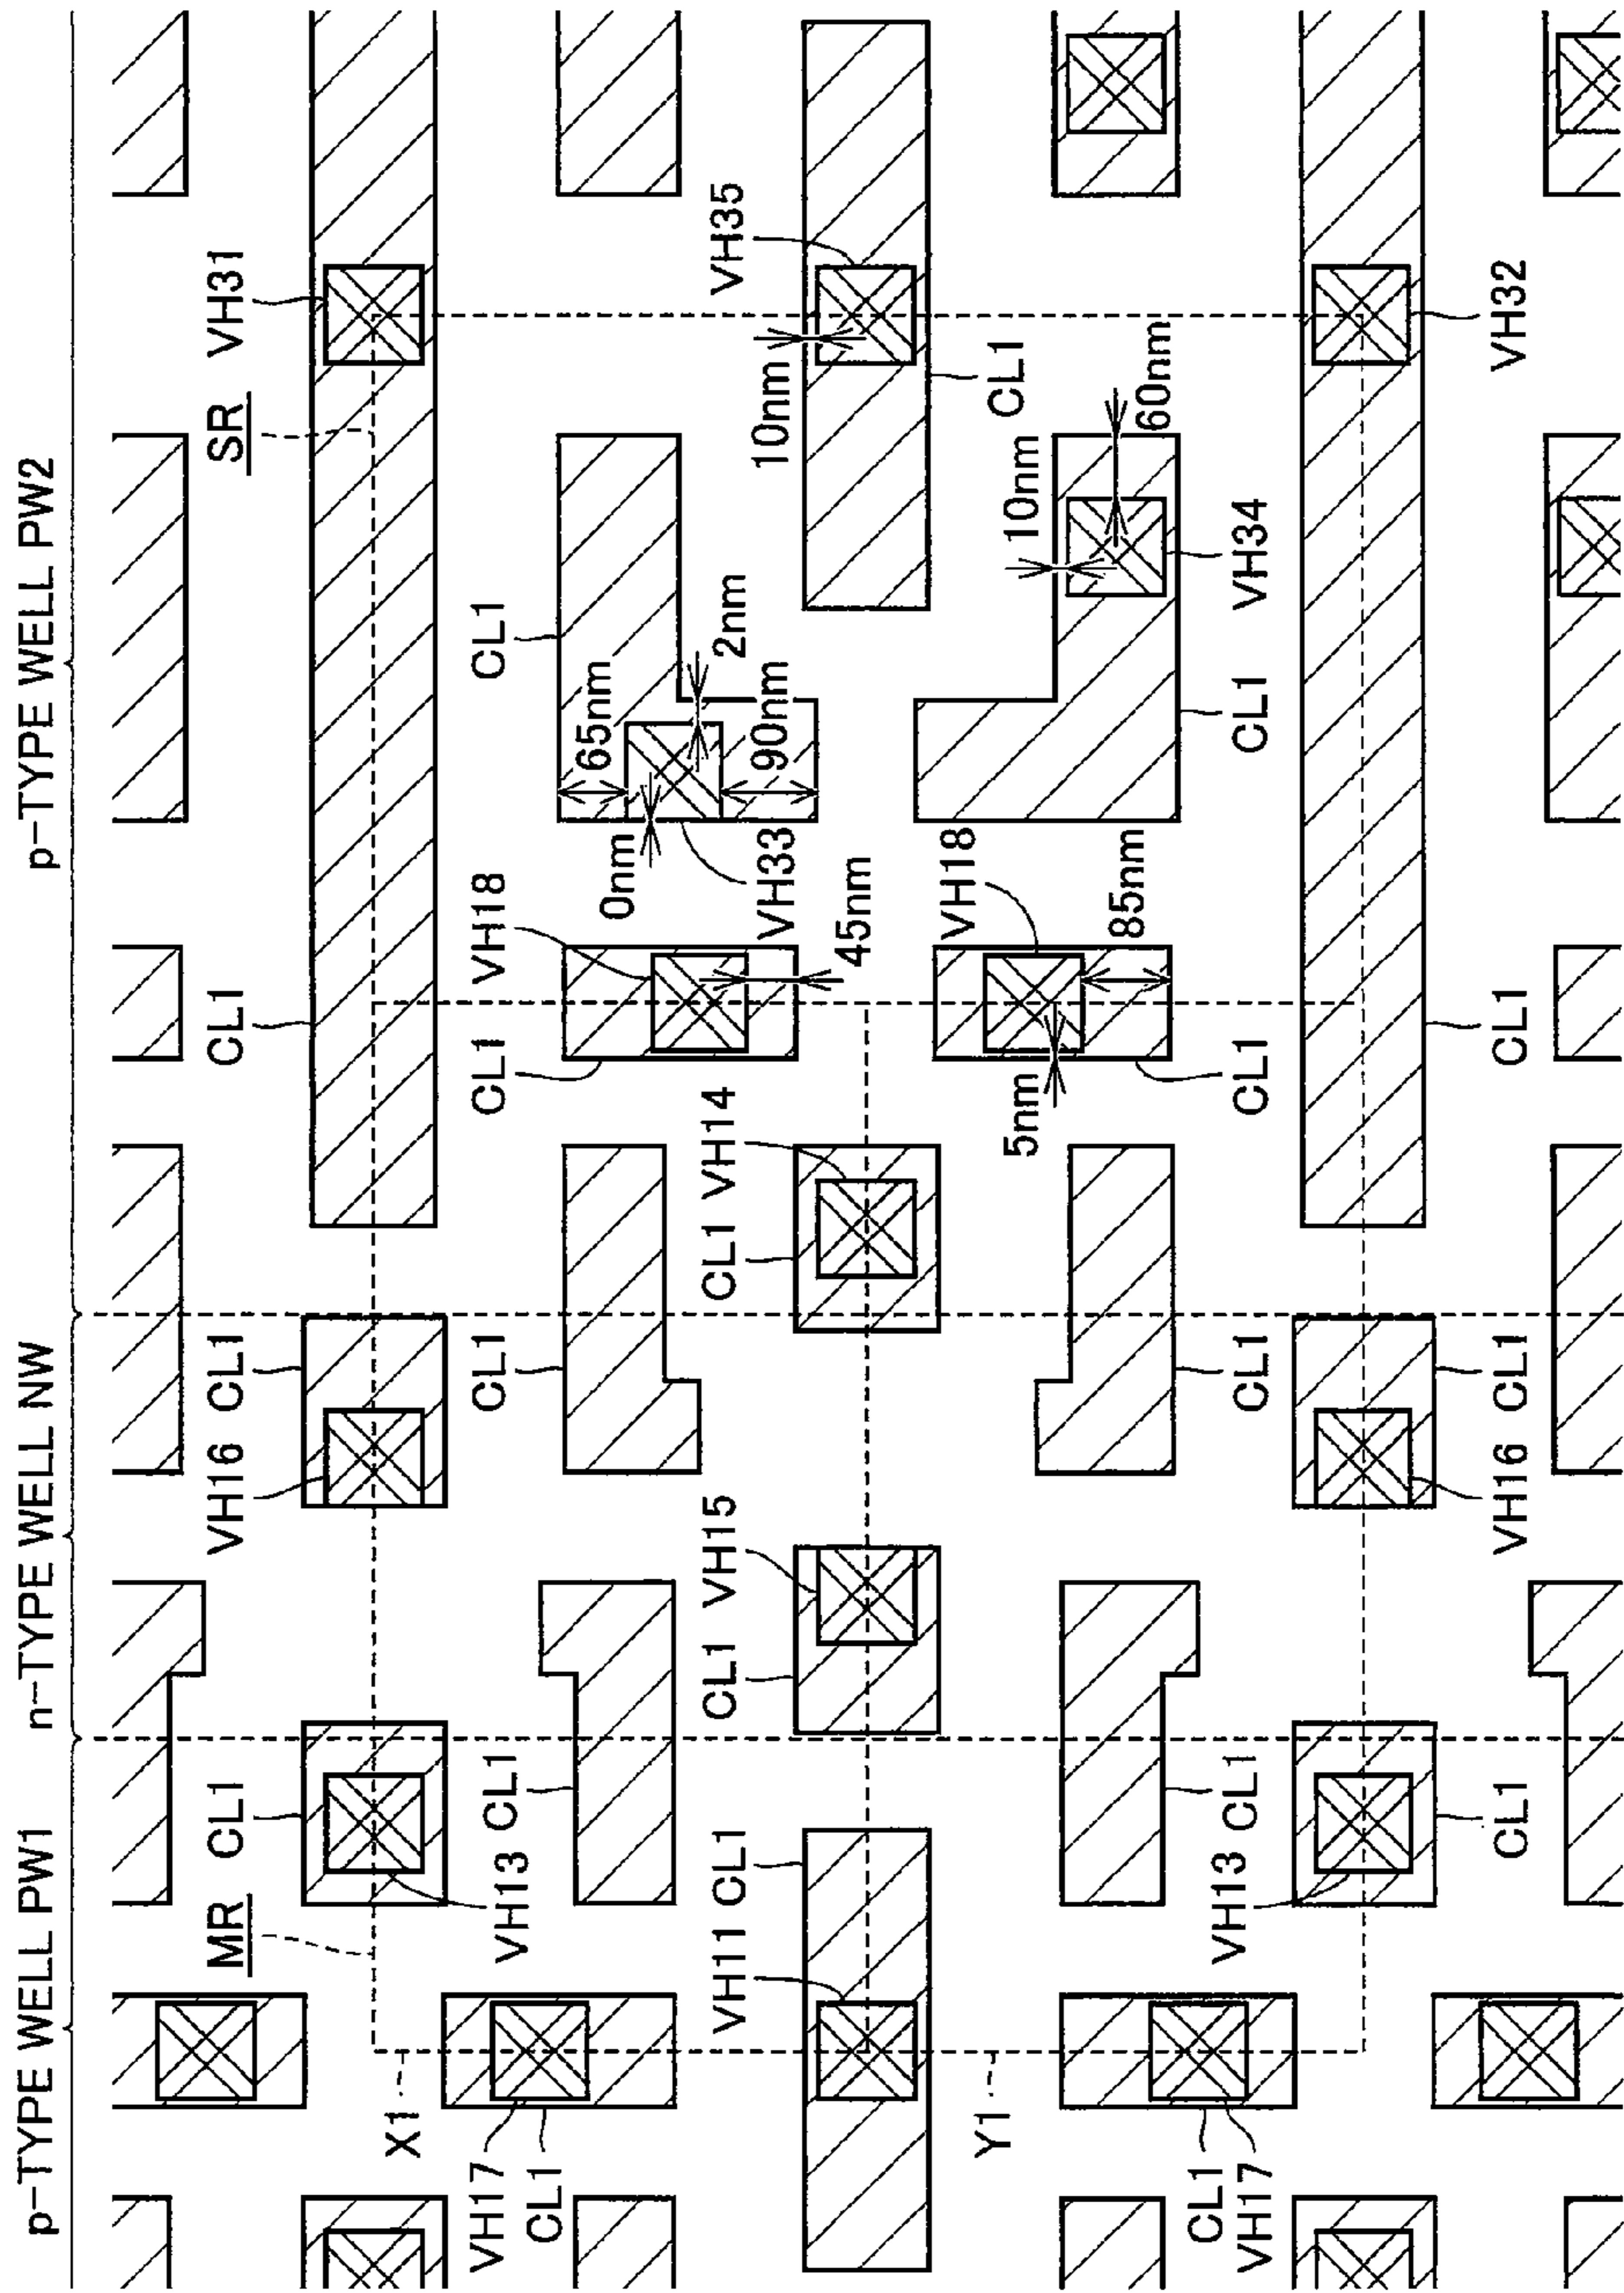 p-TYPE WELL PW1
n-TYPE WELL NW
p-TYPE WELL PW2
MR
CL1
VH16 CL1
CL1
SR
VH31
X1
VH17
CL1
VH13 CL1
CL1
CL1
VH18
CL1
65nm
0nm
VH11 CL1
CL1 VH15
CL1 VH14
2nm
VH35
VH33
90nm
10nm
45nm
VH18
Y1
CL1
5nm
10nm
85nm
60nm
CL1
VH17
VH13 CL1
CL1
CL1
CL1
VH34
CL1
VH16 CL1
CL1
VH32